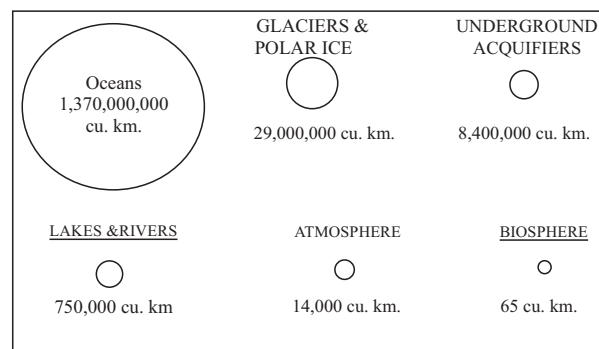 Oceans
1,370,000,000
cu. km.
GLACIERS &
POLAR ICE
29,000,000 cu. km.
UNDERGROUND
ACQUIFIERS
8,400,000 cu. km.
LAKES &RIVERS
750,000 cu. km
ATMOSPHERE
14,000 cu. km.
BIOSPHERE
65 cu. km.